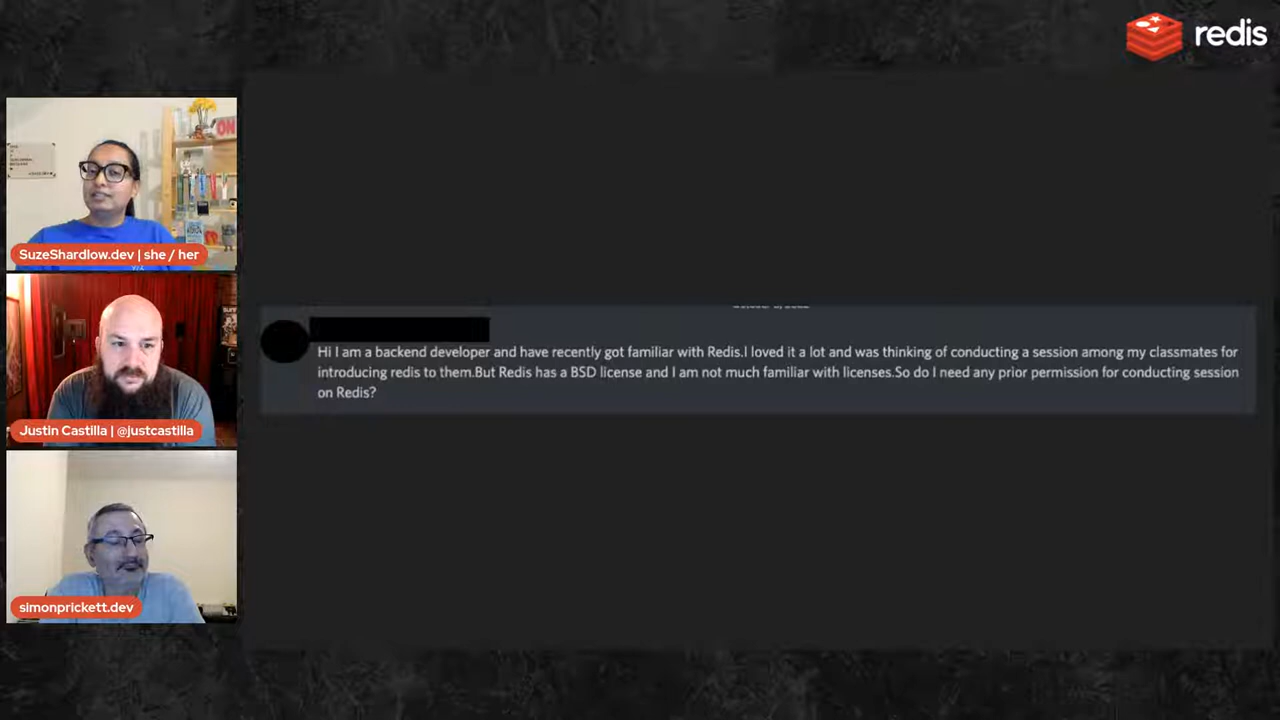 redis
ON
SuzeShardlow.dev | she / her
Justin Castilla | @justcastilla
simonprickett.dev
Hi I am a backend developer and have recently got familiar with Redis.I loved it a lot and was thinking of conducting a session among my classmates for
introducing redis to them.But Redis has a BSD license and I am not much familiar with licenses.So do I need any prior permission for conducting session
on Redis?